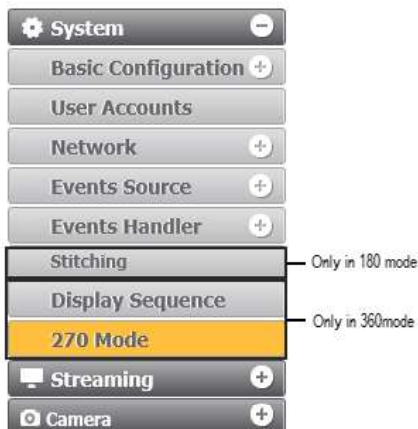 System
Basic Configuration
User Accounts
Network
Events Source
Events Handler
Stitching
Only in 180 mode
Display Sequence
Only in 360mode
270 Mode
Streaming
Camera